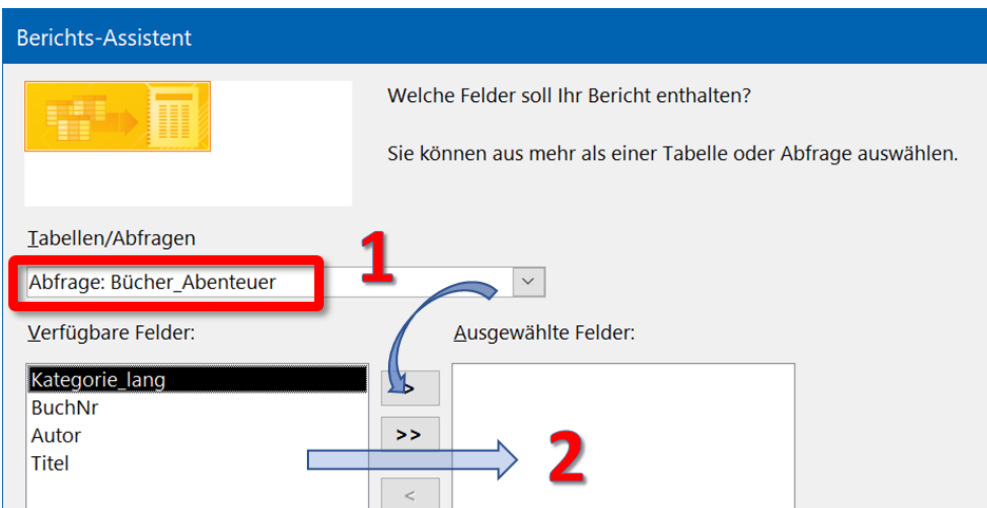 Berichts-Assistent
Welche Felder soll Ihr Bericht enthalten?
Sie können aus mehr als einer Tabelle oder Abfrage auswählen.
Tabellen/Abfragen
1
Abfrage: Bücher_Abenteuer
Verfügbare Felder:
Ausgewählte Felder:
Kategorie_lang
>
BuchNr
Autor
>>
Titel
2
<